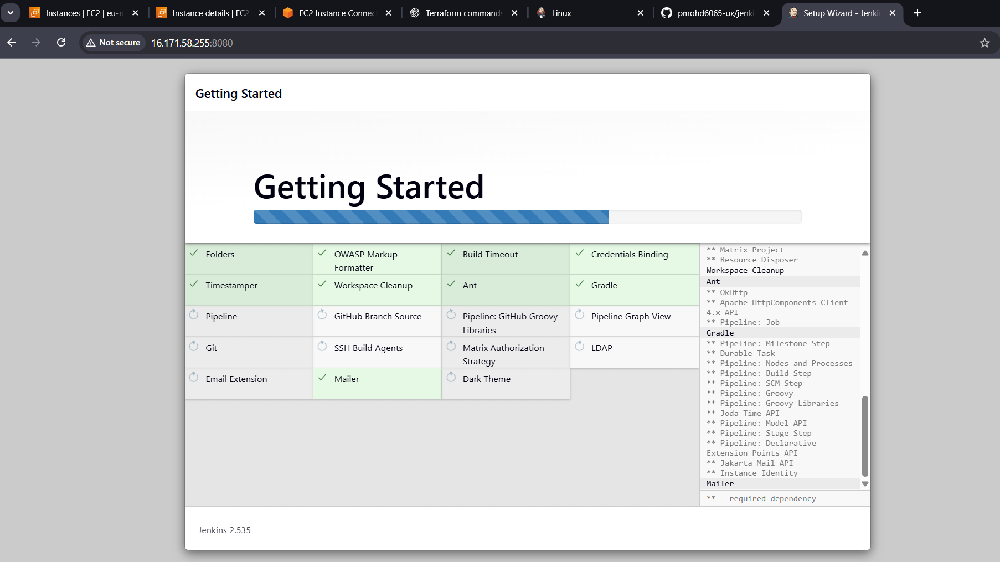 Instances | EC2 | eu-n
Instance details | EC2
EC2 Instance Connec
Terraform commands
Linux
pmohd6065-ux/jenki
Setup Wizard - Jenkin
Not secure
16.171.58.255:8080
Getting Started
Getting Started
Folders
OWASP Markup
Formatter
Build Timeout
Credentials Binding
Timestamper
Workspace Cleanup
Ant
Gradle
Pipeline
GitHub Branch Source
Pipeline: GitHub Groovy
Libraries
Pipeline Graph View
Git
SSH Build Agents
Matrix Authorization
Strategy
LDAP
Email Extension
Mailer
Dark Theme
** Matrix Project
** Resource Disposer
Workspace Cleanup
Ant
** OkHttp
** Apache HttpComponents Client
4.x API
** Pipeline: Job
Gradle
** Pipeline: Milestone Step
** Durable Task
** Pipeline: Nodes and Processes
** Pipeline: Build Step
** Pipeline: SCM Step
** Pipeline: Groovy
** Pipeline: Groovy Libraries
** Joda Time API
** Pipeline: Model API
** Pipeline: Stage Step
** Pipeline: Declarative
Extension Points API
** Jakarta Mail API
** Instance Identity
Mailer
** - required dependency
Jenkins 2.535